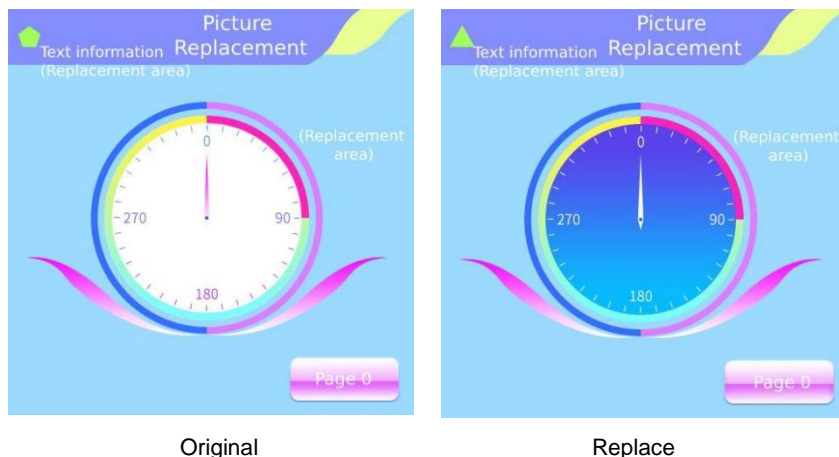 Picture
Replacement
Text information
(Replacement area)
(Replacement
area)
0
90
180
270
Page 0
Original
Picture
Replacement
Text information
(Replacement area)
(Replacement
area)
0
90
180
270
Page 0
Replace